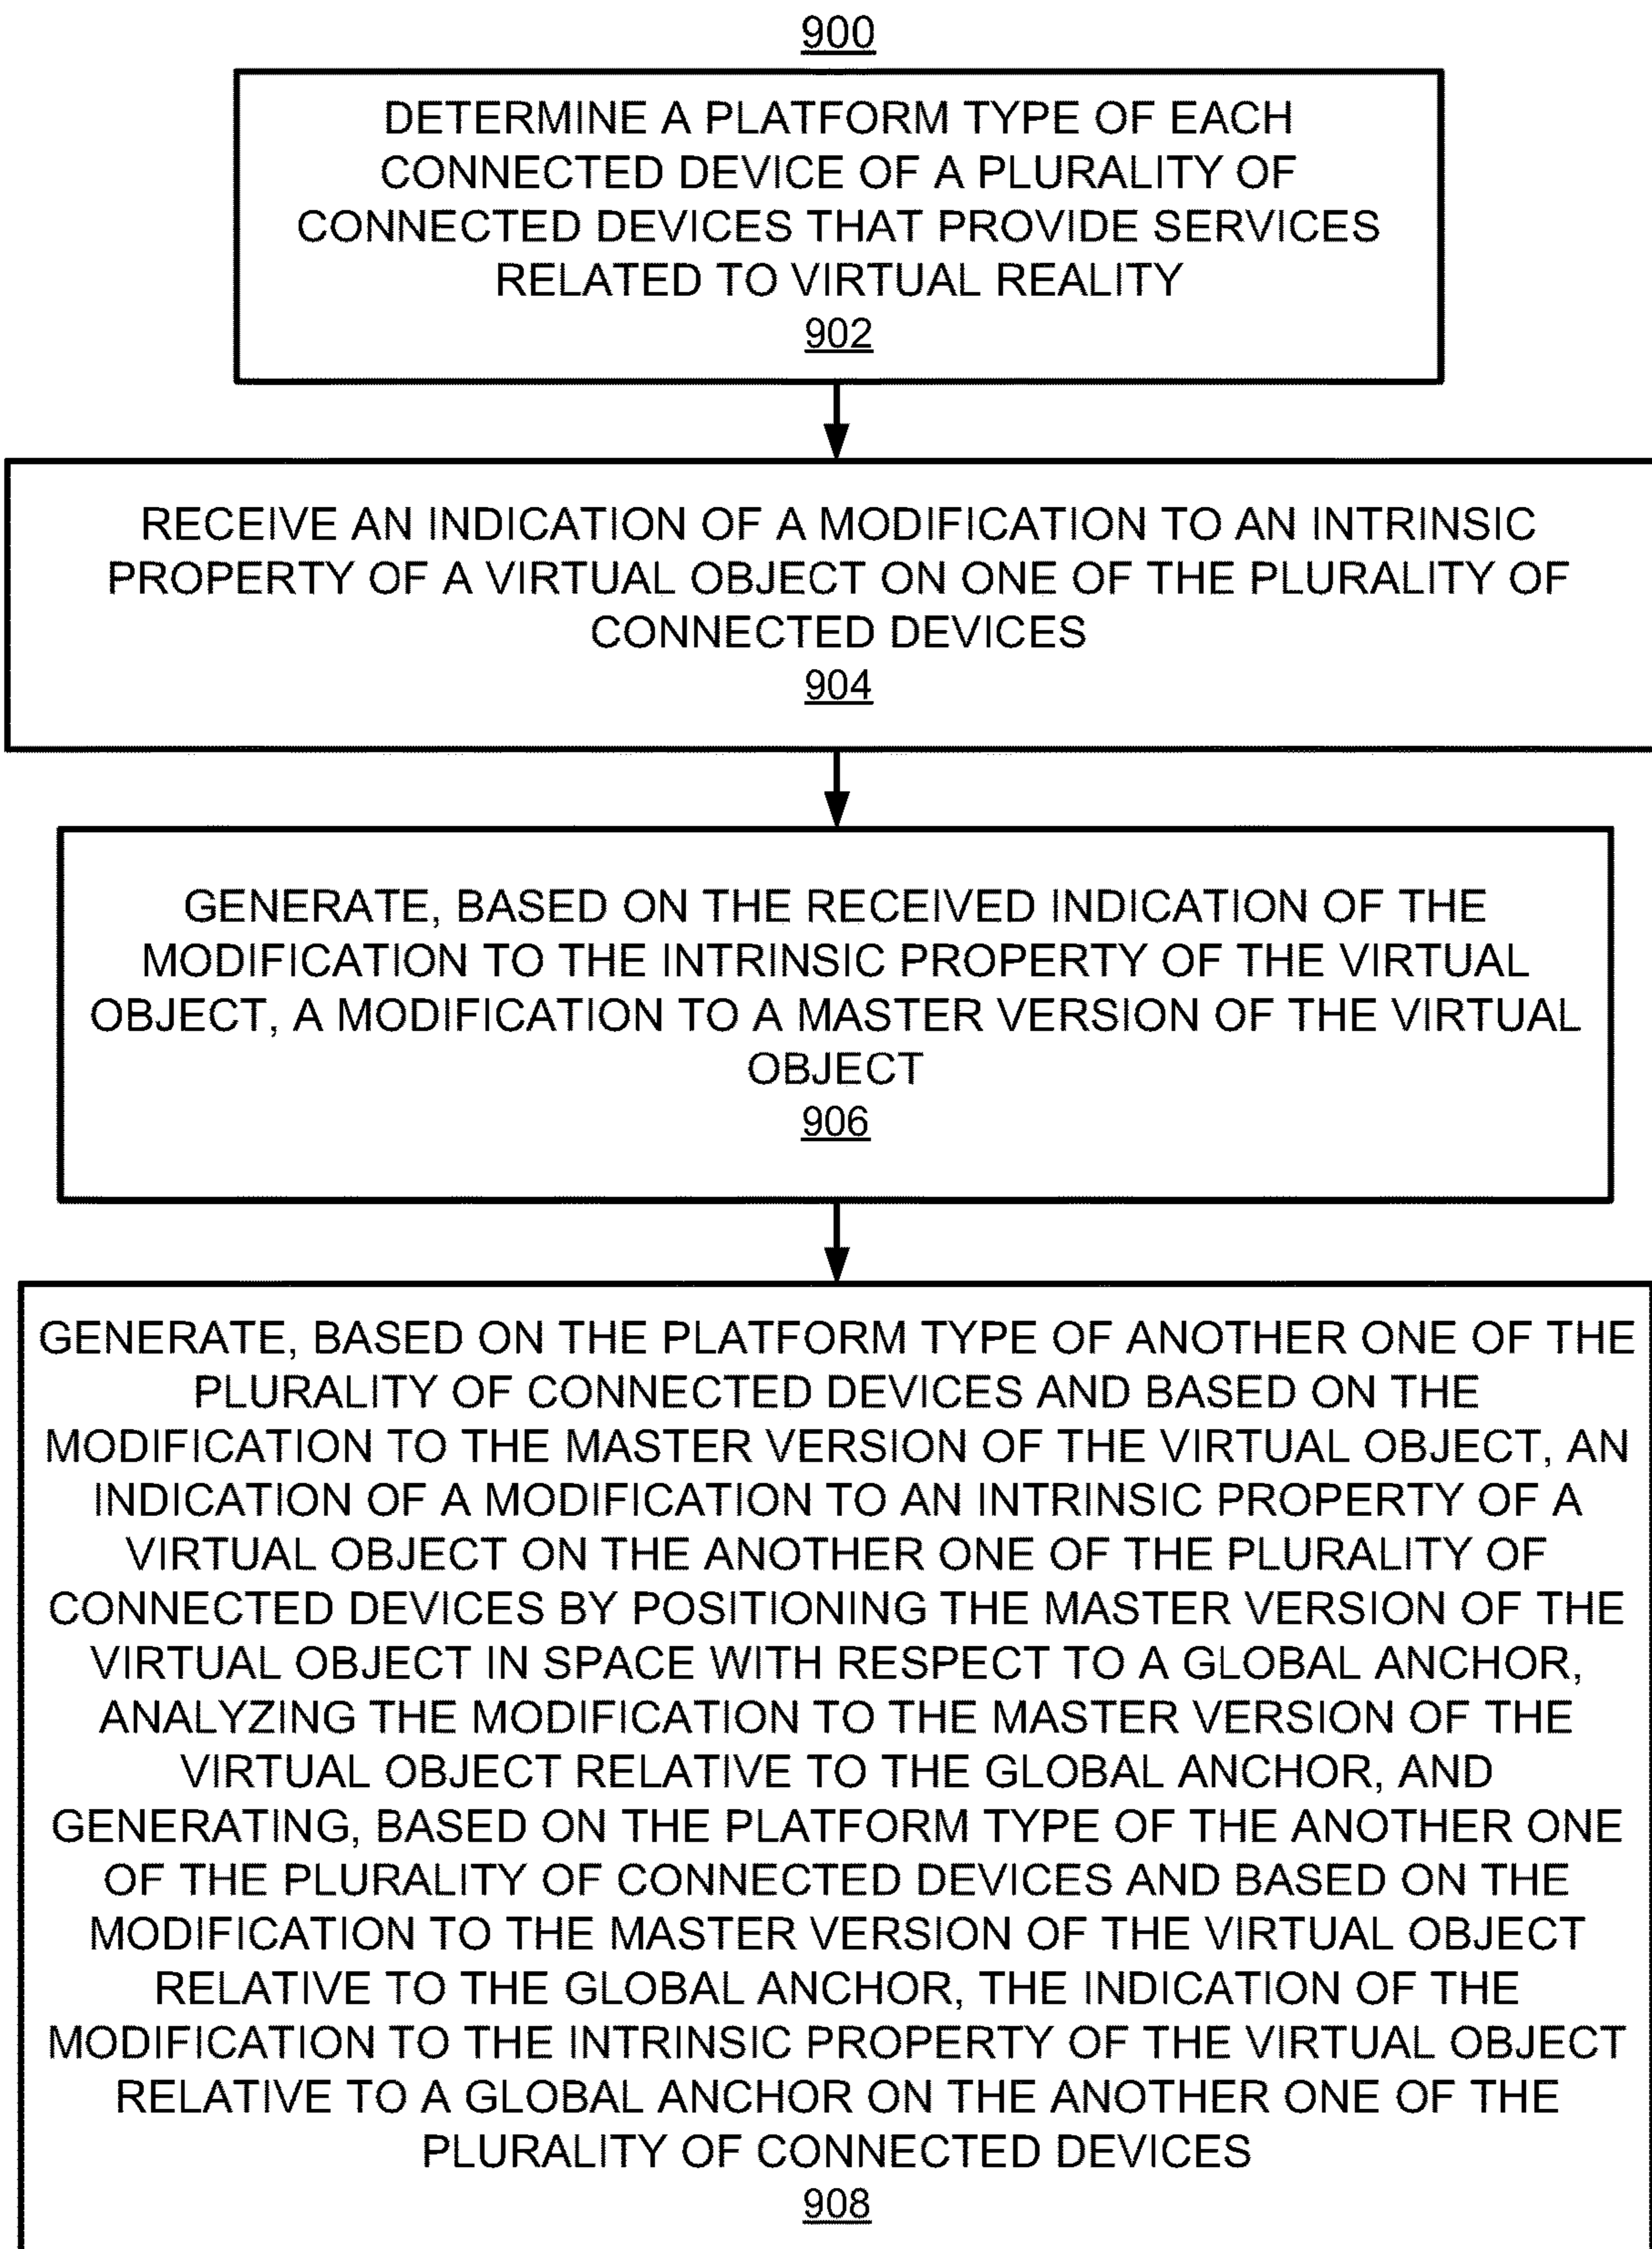 900
DETERMINE A PLATFORM TYPE OF EACH
CONNECTED DEVICE OF A PLURALITY OF
CONNECTED DEVICES THAT PROVIDE SERVICES
RELATED TO VIRTUAL REALITY
902
RECEIVE AN INDICATION OF A MODIFICATION TO AN INTRINSIC
PROPERTY OF A VIRTUAL OBJECT ON ONE OF THE PLURALITY OF
CONNECTED DEVICES
904
GENERATE, BASED ON THE RECEIVED INDICATION OF THE
MODIFICATION TO THE INTRINSIC PROPERTY OF THE VIRTUAL
OBJECT, A MODIFICATION TO A MASTER VERSION OF THE VIRTUAL
OBJECT
906
GENERATE, BASED ON THE PLATFORM TYPE OF ANOTHER ONE OF THE
PLURALITY OF CONNECTED DEVICES AND BASED ON THE
MODIFICATION TO THE MASTER VERSION OF THE VIRTUAL OBJECT, AN
INDICATION OF A MODIFICATION TO AN INTRINSIC PROPERTY OF A
VIRTUAL OBJECT ON THE ANOTHER ONE OF THE PLURALITY OF
CONNECTED DEVICES BY POSITIONING THE MASTER VERSION OF THE
VIRTUAL OBJECT IN SPACE WITH RESPECT TO A GLOBAL ANCHOR,
ANALYZING THE MODIFICATION TO THE MASTER VERSION OF THE
VIRTUAL OBJECT RELATIVE TO THE GLOBAL ANCHOR, AND
GENERATING, BASED ON THE PLATFORM TYPE OF THE ANOTHER ONE
OF THE PLURALITY OF CONNECTED DEVICES AND BASED ON THE
MODIFICATION TO THE MASTER VERSION OF THE VIRTUAL OBJECT
RELATIVE TO THE GLOBAL ANCHOR, THE INDICATION OF THE
MODIFICATION TO THE INTRINSIC PROPERTY OF THE VIRTUAL OBJECT
RELATIVE TO A GLOBAL ANCHOR ON THE ANOTHER ONE OF THE
PLURALITY OF CONNECTED DEVICES
908